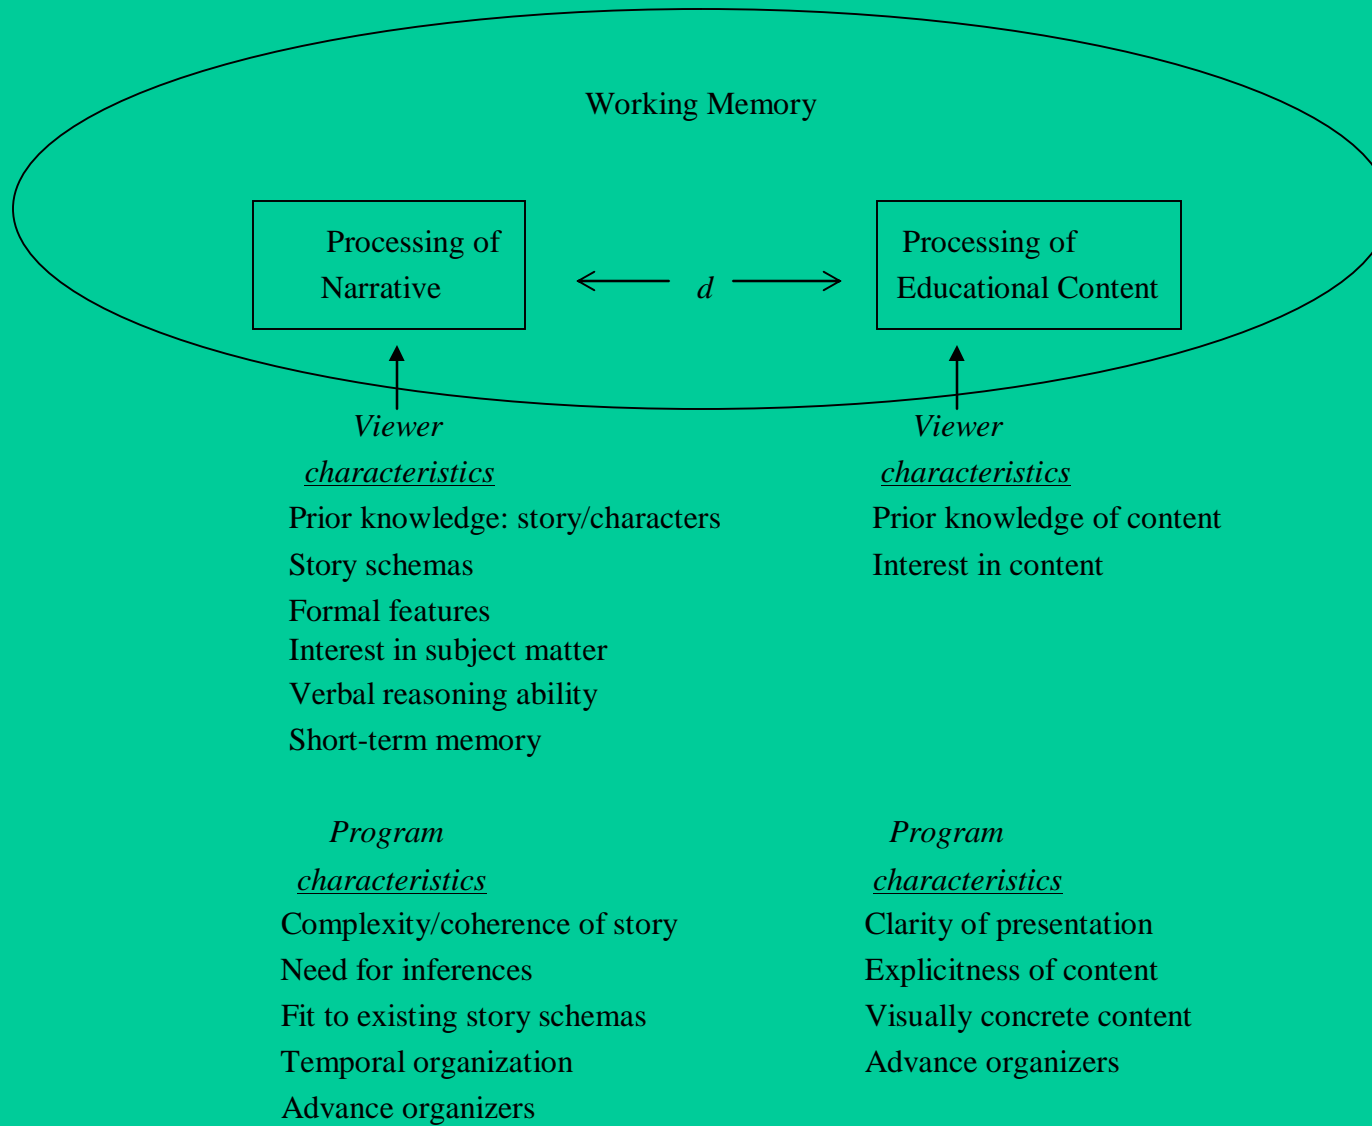 Working Memory
Processing of
Narrative
d
Processing of
Educational Content
Viewer
characteristics
Prior knowledge: story/characters
Story schemas
Formal features
Interest in subject matter
Verbal reasoning ability
Short-term memory
Viewer
characteristics
Prior knowledge of content
Interest in content
Program
characteristics
Complexity/coherence of story
Need for inferences
Fit to existing story schemas
Temporal organization
Advance organizers
Program
characteristics
Clarity of presentation
Explicitness of content
Visually concrete content
Advance organizers